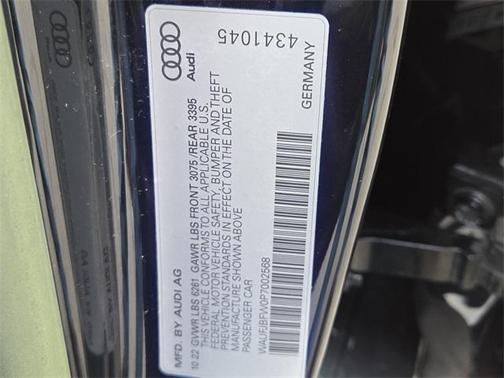 Audi
4341045
MFD. BY AUDI AG
10 22 GVWR LBS 6261 GAWR LBS FRONT 3075 /REAR 3395
THIS VEHICLE CONFORMS TO ALL APPLICABLE U.S.
FEDERAL MOTOR VEHICLE SAFETY, BUMPER AND THEFT
PREVENTION STANDARDS IN EFFECT ON THE DATE OF
MANUFACTURE SHOWN ABOVE
PASSENGER CAR
WAUFJBFW0P7002568
GERMANY